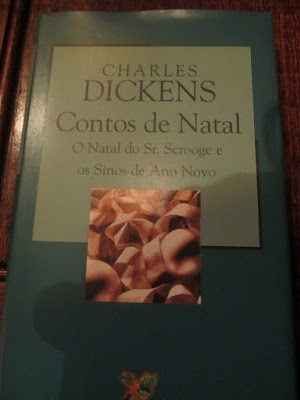 CHARLES
DICKENS
Contos de Natal
O Natal do Sr. Scrooge e
os Sinos de Ano Novo